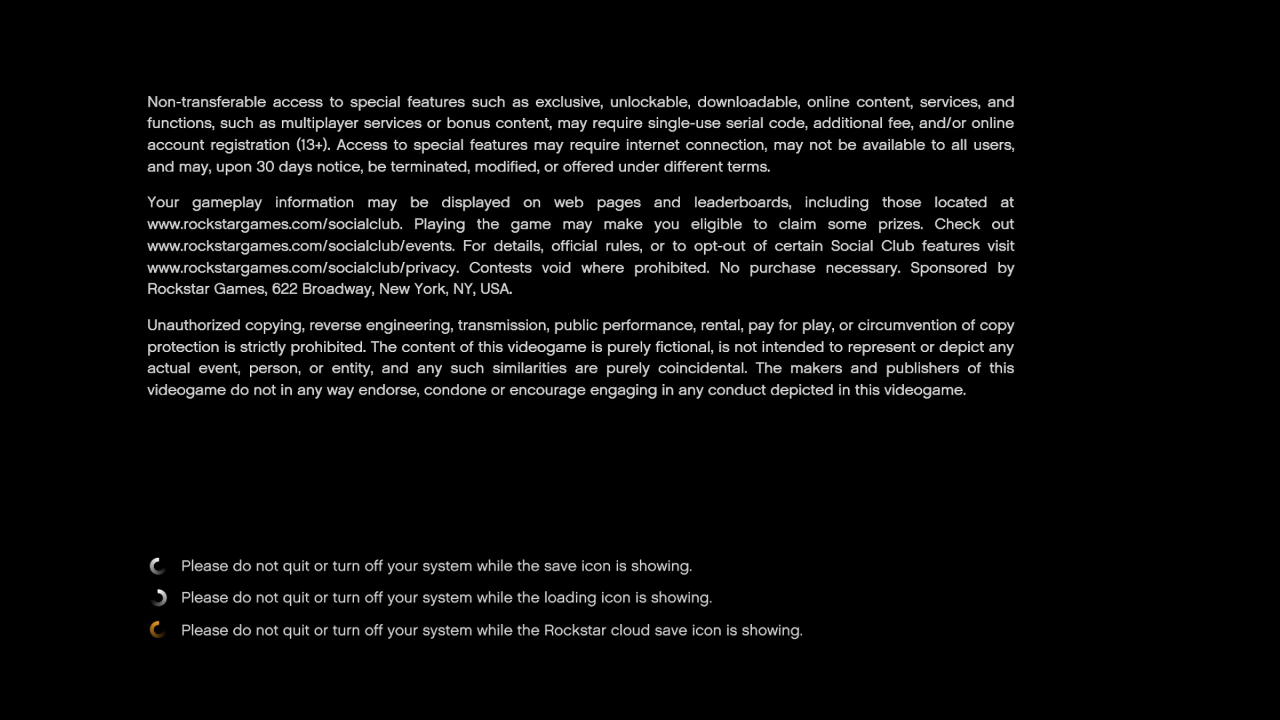 Non-transferable access to special features such as exclusive, unlockable, downloadable, online content, services, and
functions, such as multiplayer services or bonus content, may require single-use serial code, additional fee, and/or online
account registration (13+). Access to special features may require internet connection, may not be available to all users,
and may, upon 30 days notice, be terminated, modified, or offered under different terms.
Your gameplay information may be displayed on web pages and leaderboards, including those located at
www.rockstargames.com/socialclub. Playing the game may make you eligible to claim some prizes. Check out
www.rockstargames.com/socialclub/events. For details, official rules, or to opt-out of certain Social Club features visit
www.rockstargames.com/socialclub/privacy. Contests void where prohibited. No purchase necessary. Sponsored by
Rockstar Games, 622 Broadway, New York, NY, USA.
Unauthorized copying, reverse engineering, transmission, public performance, rental, pay for play, or circumvention of copy
protection is strictly prohibited. The content of this videogame is purely fictional, is not intended to represent or depict any
actual event, person, or entity, and any such similarities are purely coincidental. The makers and publishers of this
videogame do not in any way endorse, condone or encourage engaging in any conduct depicted in this videogame.
Please do not quit or turn off your system while the save icon is showing.
Please do not quit or turn off your system while the loading icon is showing.
Please do not quit or turn off your system while the Rockstar cloud save icon is showing.